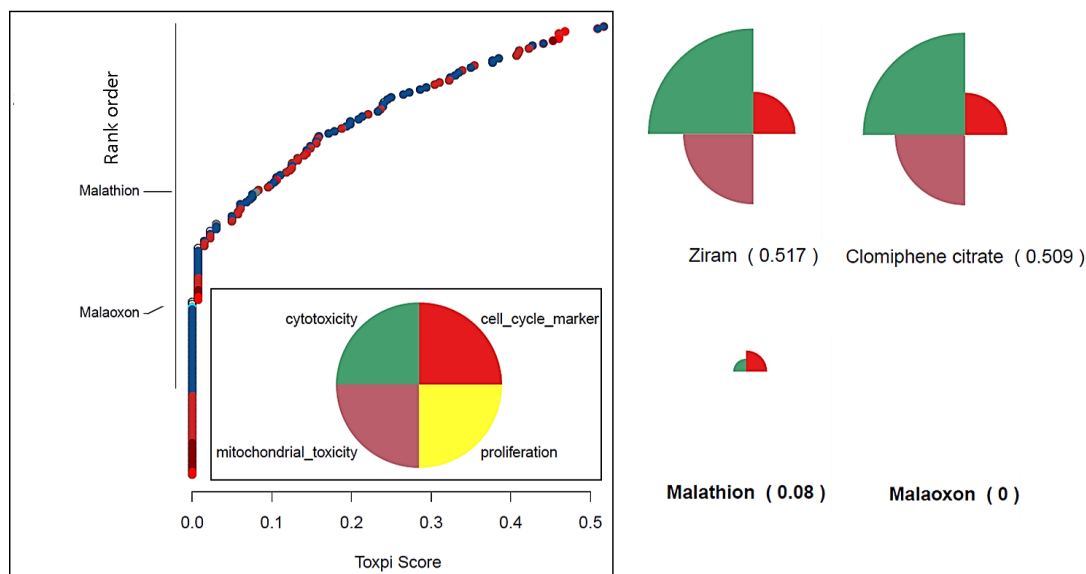 Rank order
Malathion
Malaoxon
cytotoxicity
cell_cycle_marker
mitochondrial_toxicity
proliferation
0.0
0.1
0.2
0.3
0.4
0.5
Toxpi Score
Ziram ( 0.517 )
Clomiphene citrate ( 0.509 )
Malathion ( 0.08 )
Malaoxon ( 0 )